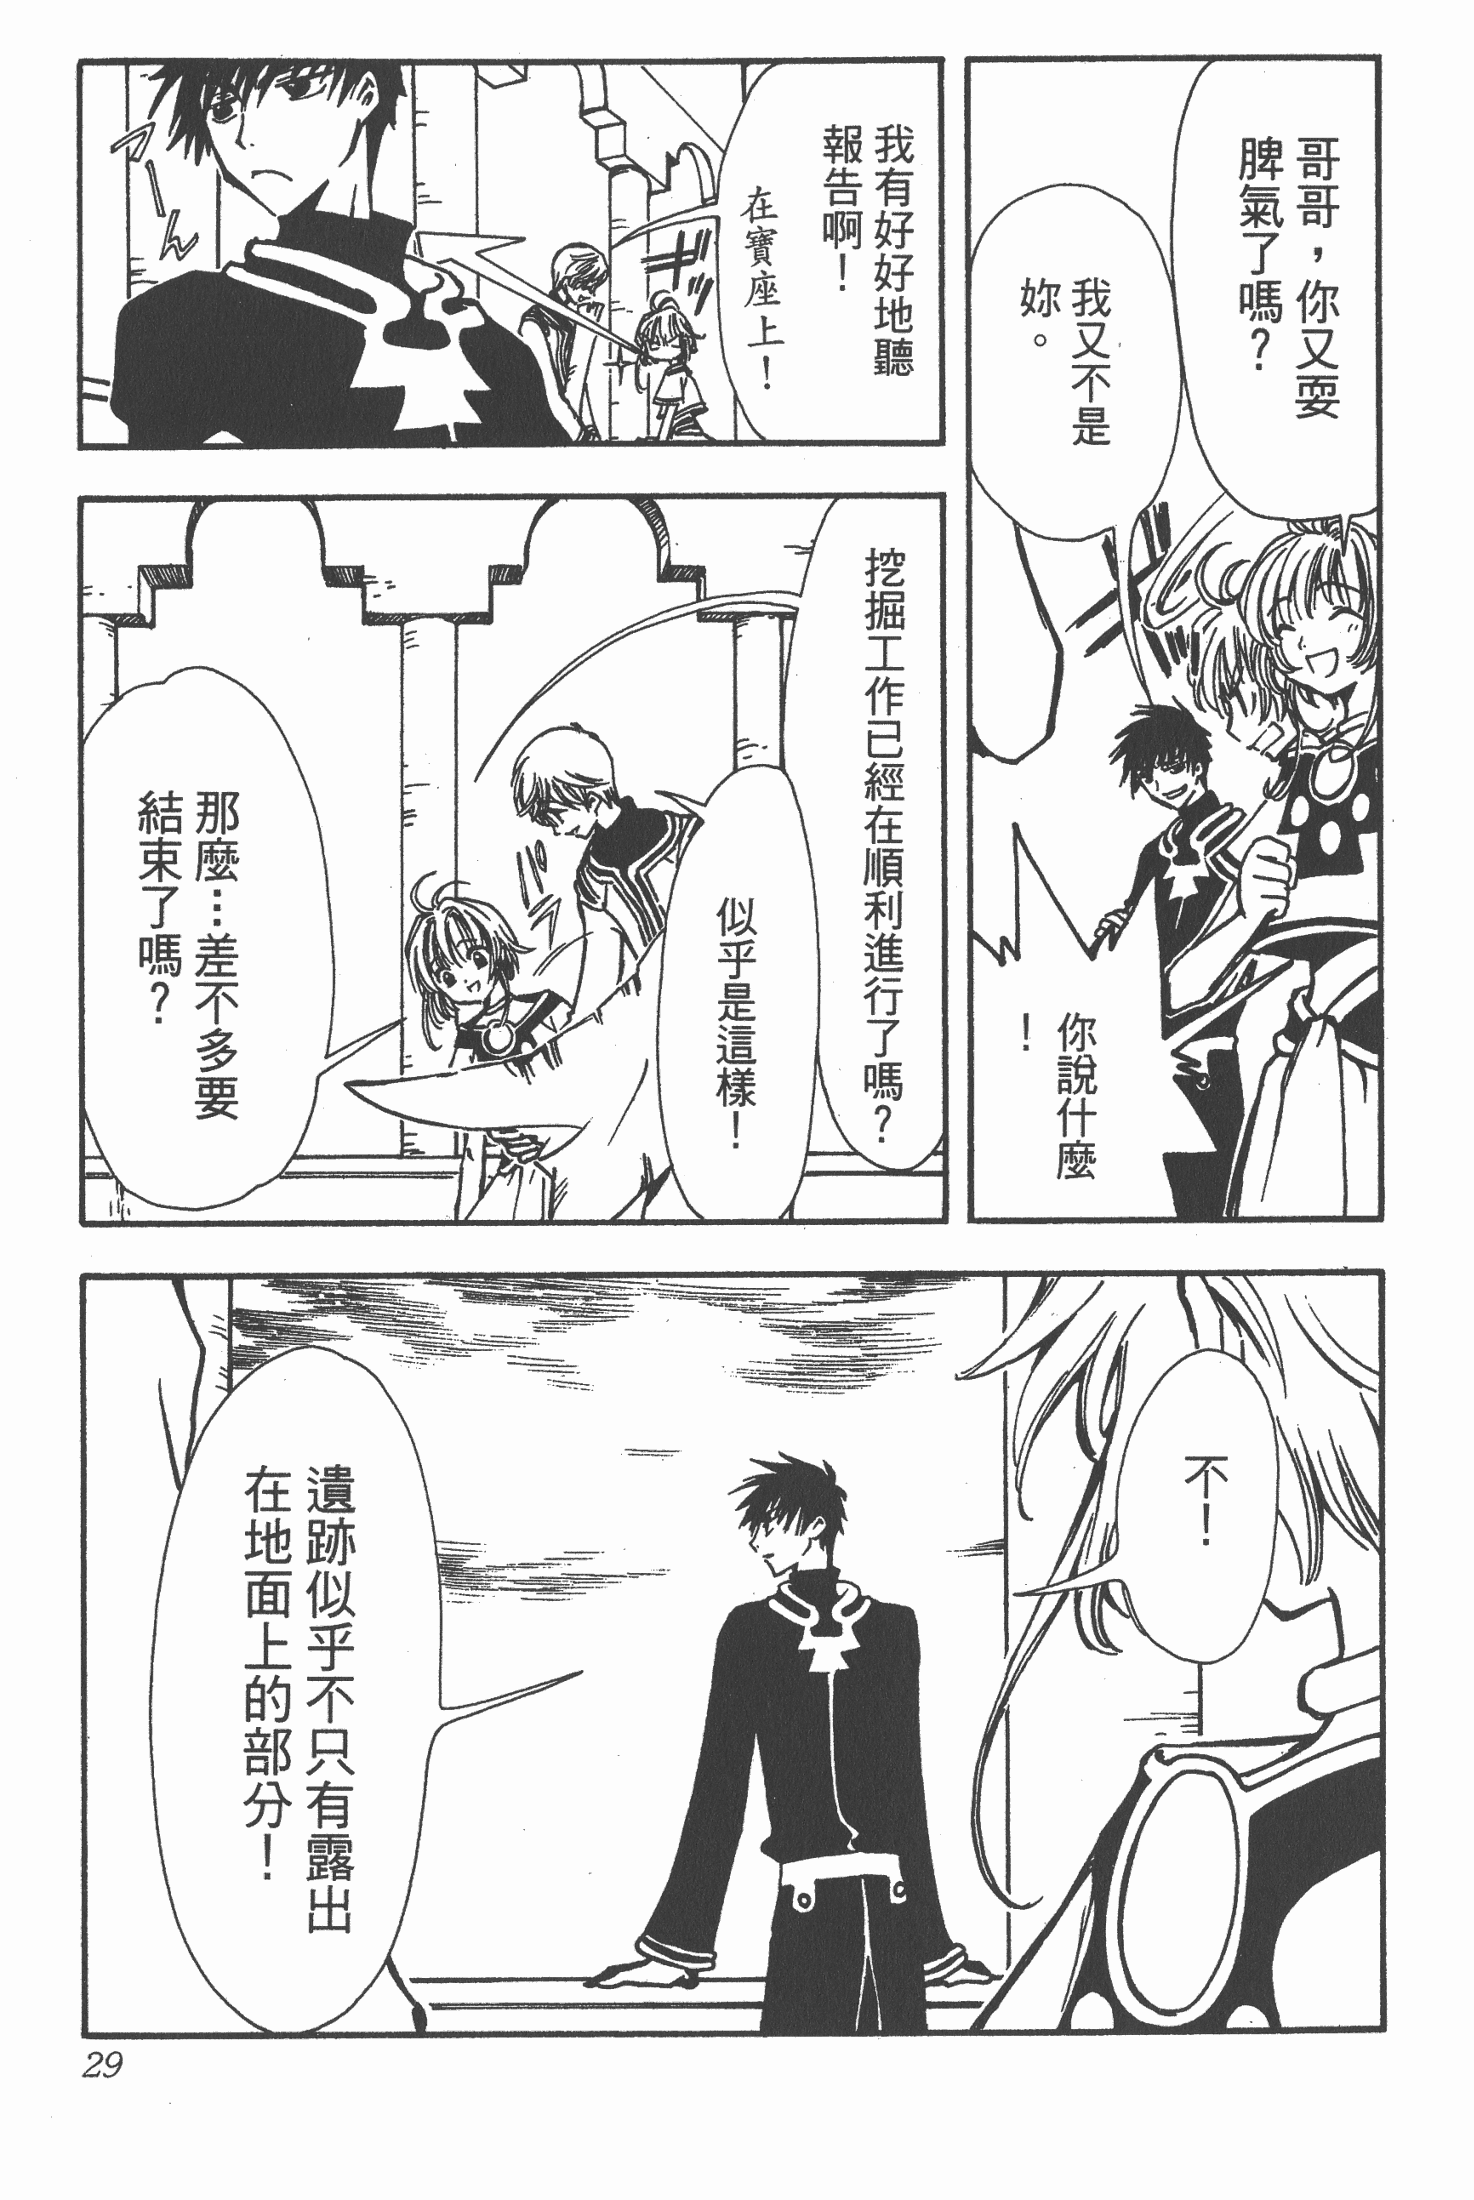 哥哥，你又耍
脾氣了嗎？
我又不是
妳。
你說什麼
！
我有好好地聽
報告啊！
在寶座上！
挖掘工作已經在順利進行了嗎？
似乎是這樣！
那麼…差不多要
結束了嗎？
不！
遺跡似乎不只有露出
在地面上的部分！
29